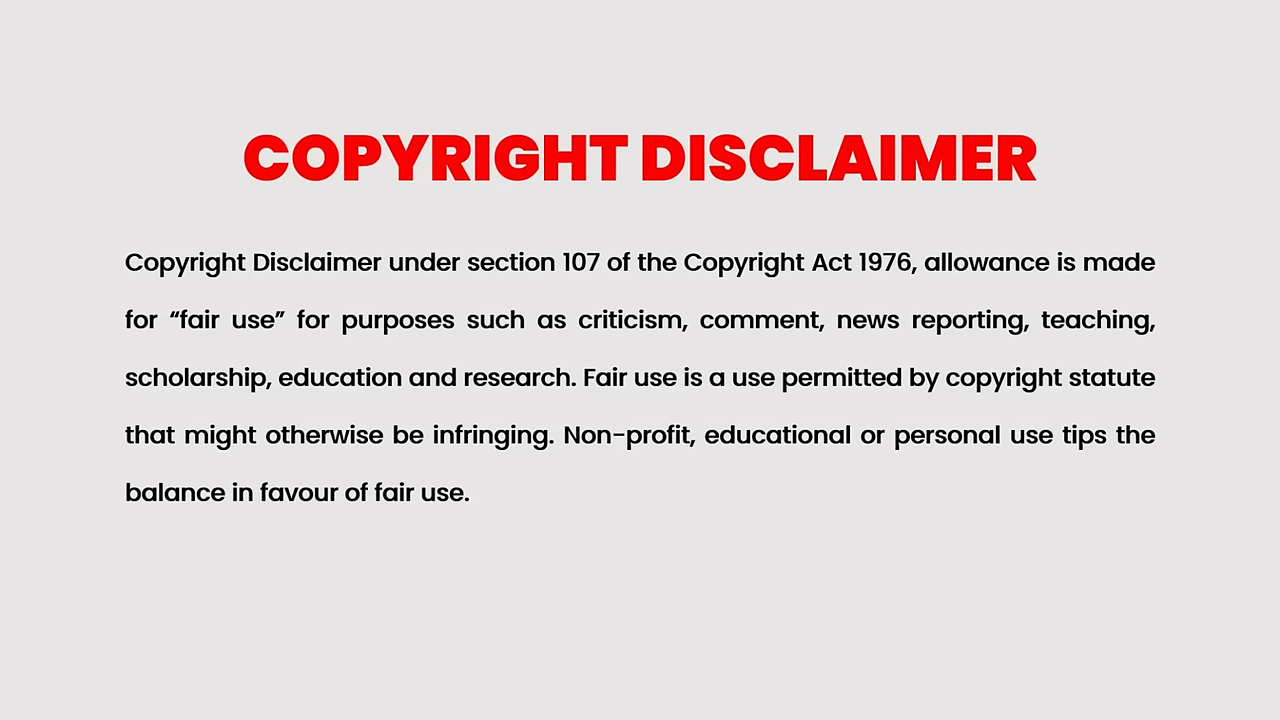 COPYRIGHT DISCLAIMER
Copyright Disclaimer under section 107 of the Copyright Act 1976, allowance is made
for “fair use” for purposes such as criticism, comment, news reporting, teaching,
scholarship, education and research. Fair use is a use permitted by copyright statute
that might otherwise be infringing. Non-profit, educational or personal use tips the
balance in favour of fair use.